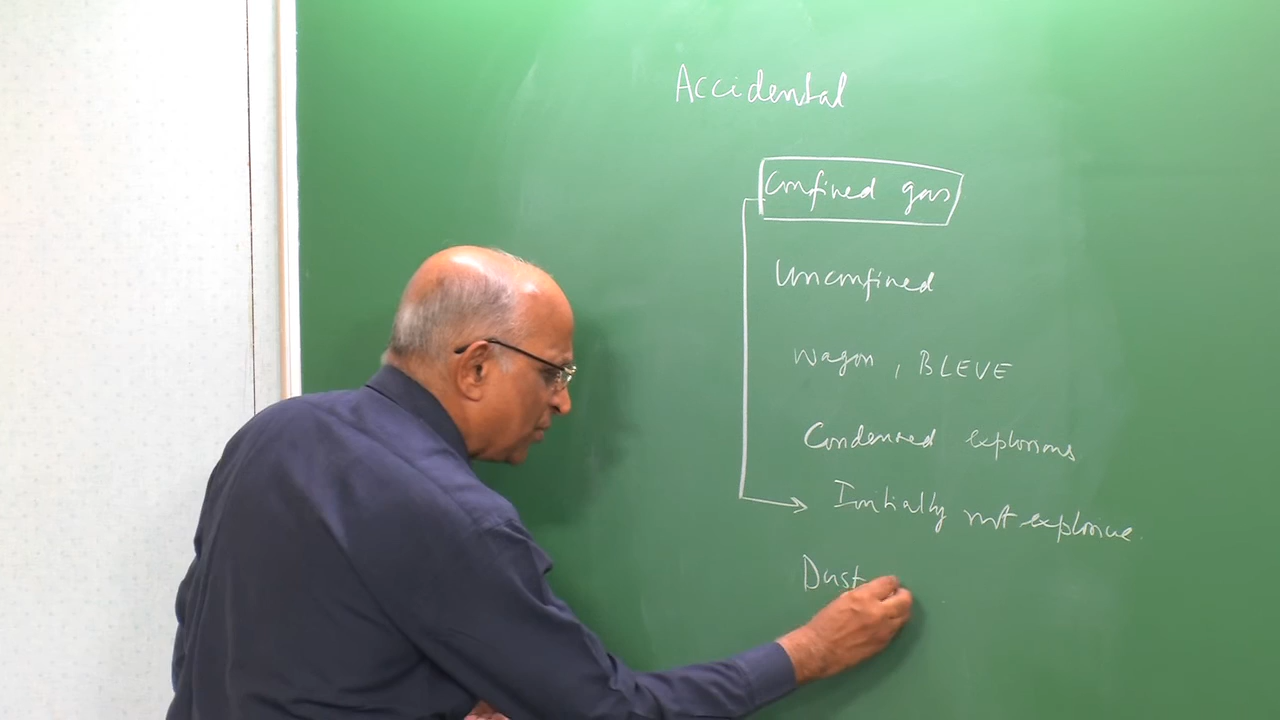 Accidental
Confined gas
Unconfined
Wagon, BLEVE
Condensed explosions
Initially not explosive.
Dust